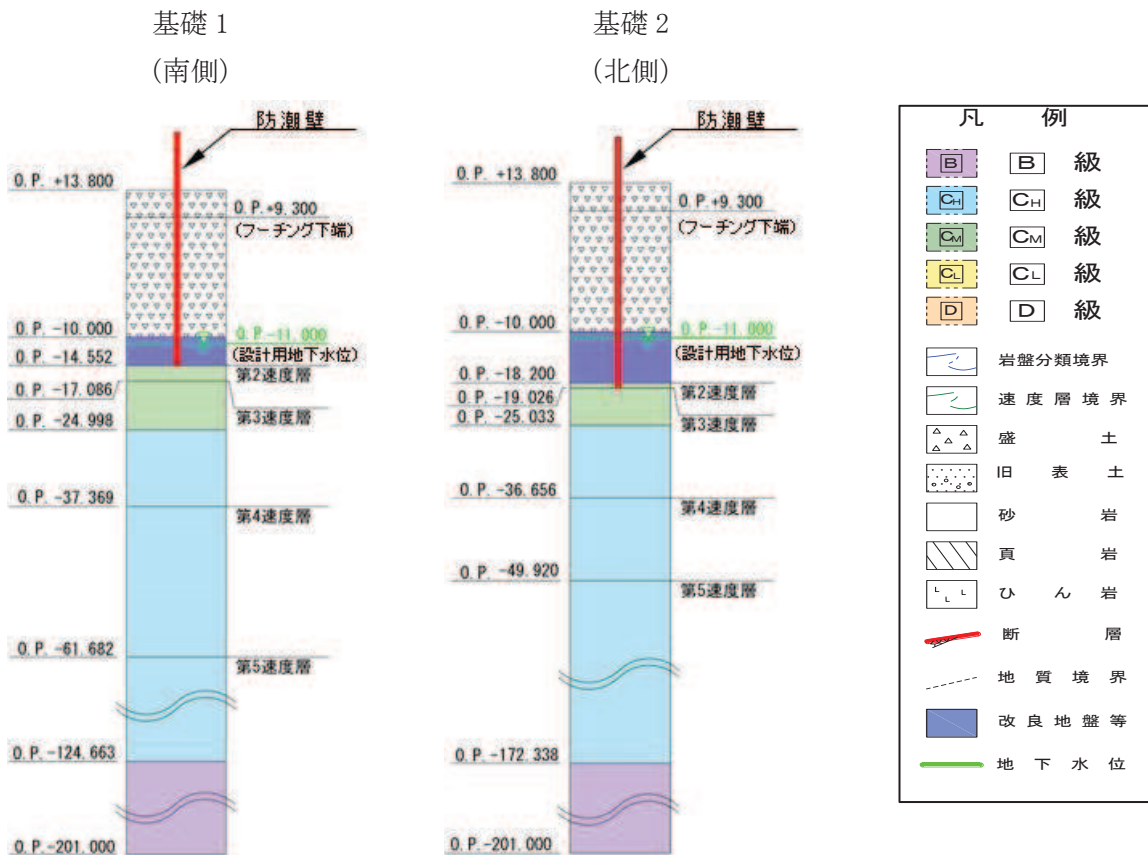 基礎 1
(南側)
防潮壁
O.P. +13.800
O.P.+9.300
(フーチング下端)
O.P. -10.000
O.P.-11.000
(設計用地下水位)
O.P. -14.552
第2速度層
O.P. -17.086
第3速度層
O.P. -24.998
O.P. -37.369
第4速度層
O.P. -61.682
第5速度層
O.P. -124.663
O.P. -201.000
基礎 2
(北側)
防潮壁
O.P. +13.800
O.P.+9.300
(フーチング下端)
O.P. -10.000
O.P.-11.000
(設計用地下水位)
O.P. -18.200
第2速度層
O.P. -19.026
第3速度層
O.P. -25.033
O.P. -36.656
第4速度層
O.P. -49.920
第5速度層
O.P. -172.338
O.P. -201.000
凡 例
B B 級
CH CH 級
CM CM 級
CL CL 級
D D 級
岩盤分類境界
速度層境界
盛土
旧表土
砂岩
頁岩
ひん岩
断層
地質境界
改良地盤等
地下水位